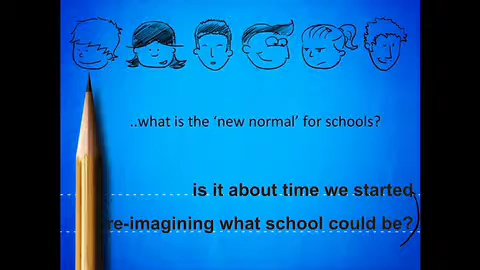 ..what is the 'new normal' for schools?
is it about time we started
re-imagining what school could be?